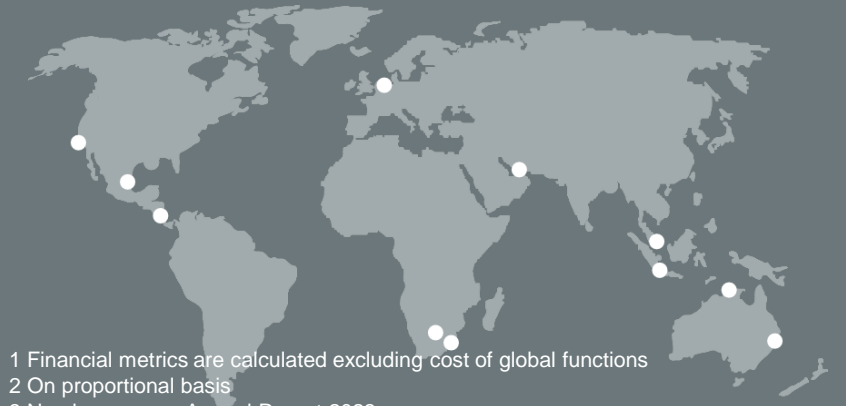 1 Financial metrics are calculated excluding cost of global functions
2 On proportional basis